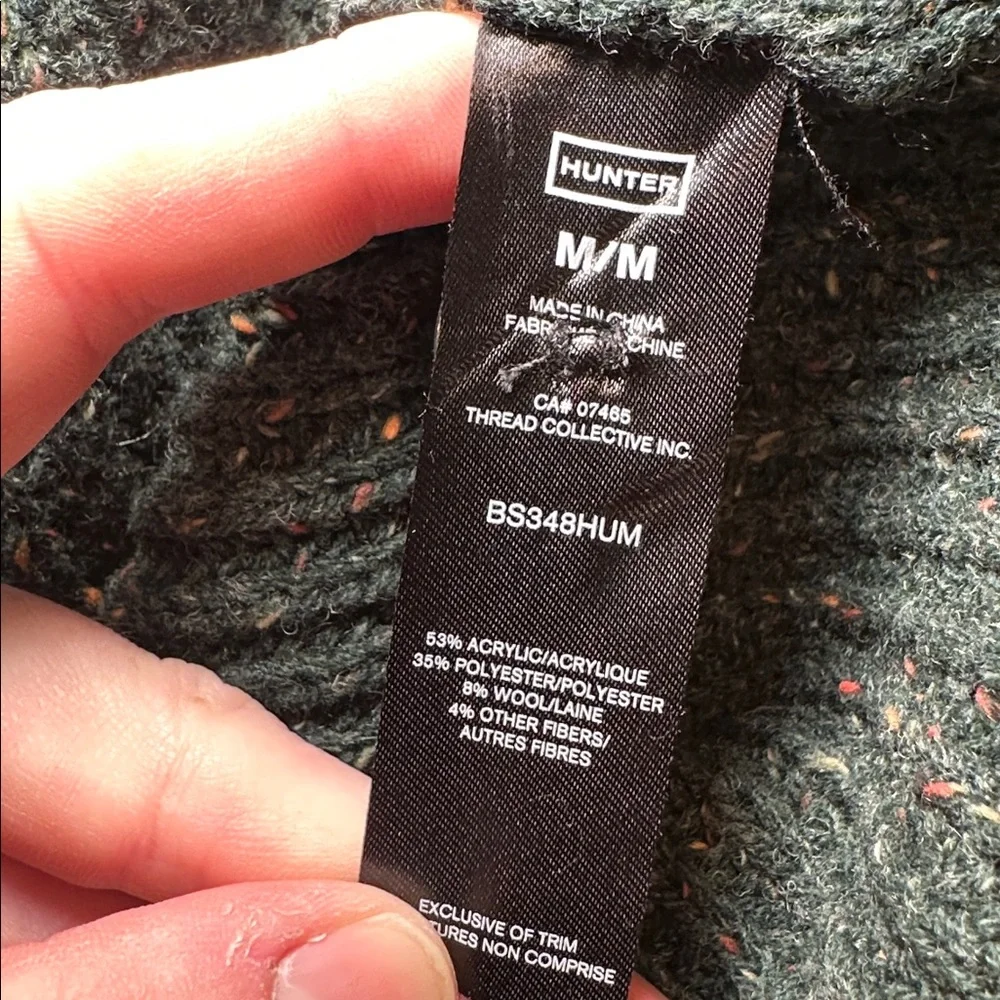 HUNTER
M/M
MADE IN CHINA
CHINE
CA# 07465
THREAD COLLECTIVE INC.
BS348HUM
53% ACRYLIC/ACRYLIQUE
35% POLYESTER/POLYESTER
8% WOOL/LAINE
4% OTHER FIBERS/
AUTRES FIBRES
EXCLUSIVE OF TRIM
NON COMPRISE